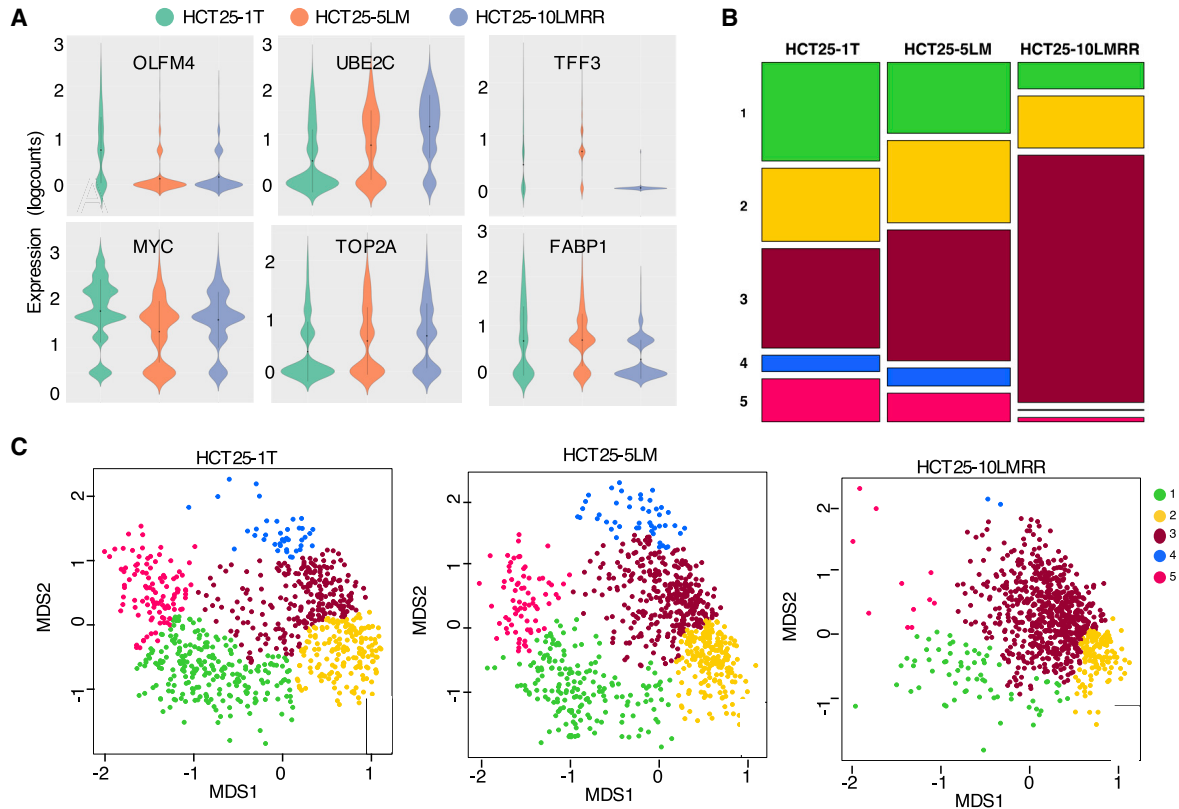 A
HCT25-1T HCT25-5LM HCT25-10LMRR
Expression (logcounts)
OLFM4 UBE2C TFF3
3 3 3
2 2 2
1 1 1
0 0 0
A
MYC TOP2A FABP1
3 2 3
2 1 2
1 0 1
0 0
B
HCT25-1T HCT25-5LM HCT25-10LMRR
1
2
3
4
5
C
HCT25-1T
MDS2
2
1
0
-1
-2 -1 0 1
MDS1
HCT25-5LM
MDS2
2
1
0
-1
-2 -1 0 1
MDS1
HCT25-10LMRR
MDS2
2
1
0
-1
-2 -1 0 1
MDS1
1
2
3
4
5